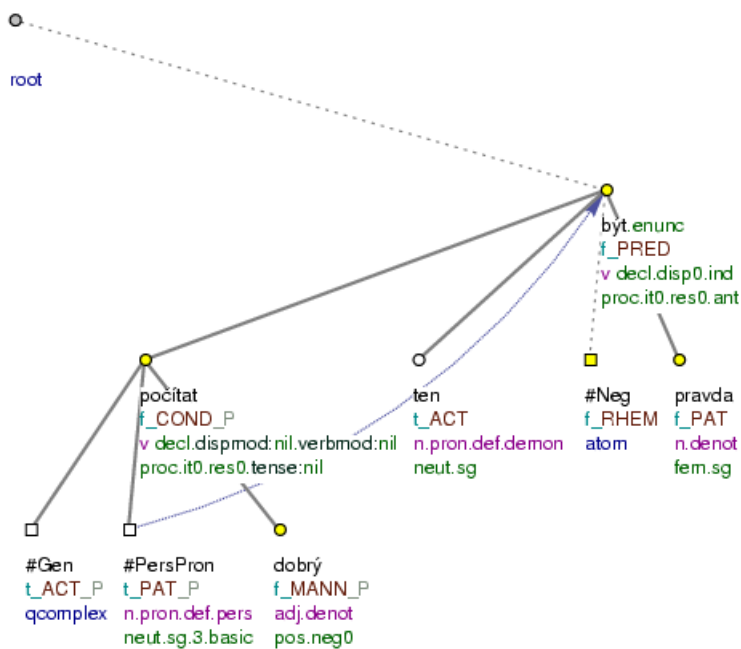 root
být.enunc
f_PRED
v decl.disp0.ind
proc.it0.res0.ant
počítat
f_COND_P
v decl.dispmod:nil.verbmod:nil
proc.it0.res0.tense:nil
ten
t_ACT
n.pron.def.demon
neut.sg
#Neg
f_RHEM
atom
pravda
f_PAT
n.denot
fem.sg
#Gen
t_ACT_P
qcomplex
#PersPron
t_PAT_P
n.pron.def.pers
neut.sg.3.basic
dobrý
f_MANN_P
adj.denot
pos.neg0